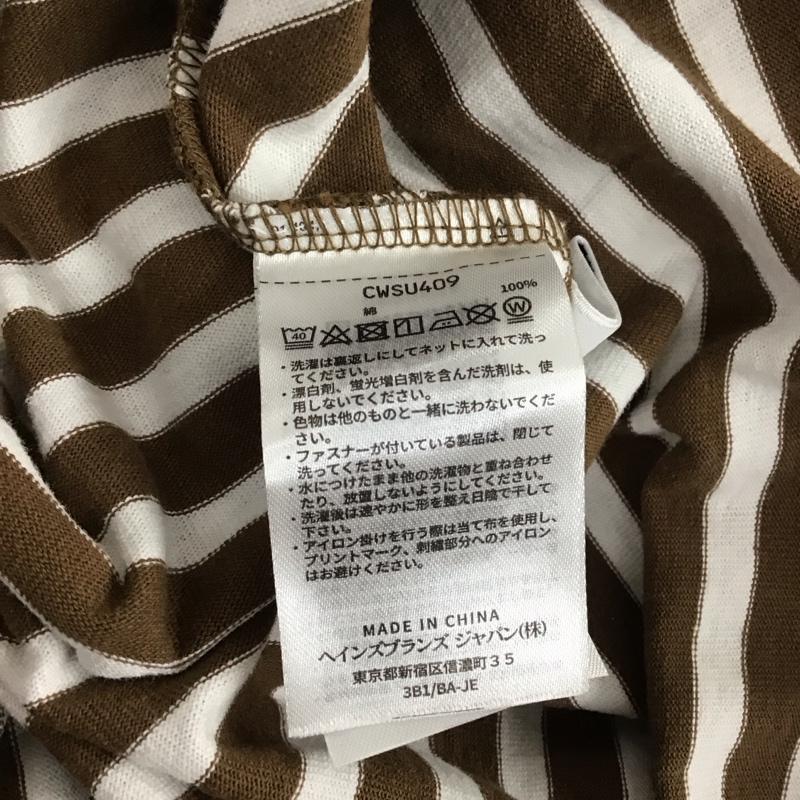 CWSU409
綿 100%
40 W
・洗濯は裏返しにしてネットに入れて洗っ
てください。
・漂白剤、蛍光増白剤を含んだ洗剤は、使
用しないでください。
・色物は他のものと一緒に洗わないでくだ
さい。
・ファスナーが付いている製品は、閉じて
洗ってください。
・水につけたまま他の洗濯物と重ね合わせ
たり、放置しないようにしてください。
・洗濯後は速やかに形を整え日陰で干して
下さい。
・アイロン掛けを行う際は当て布を使用し、
プリントマーク、刺繍部分へのアイロン
はお避けください。
MADE IN CHINA
ヘインズブランズ ジャパン(株)
東京都新宿区信濃町35
3B1/BA-JE